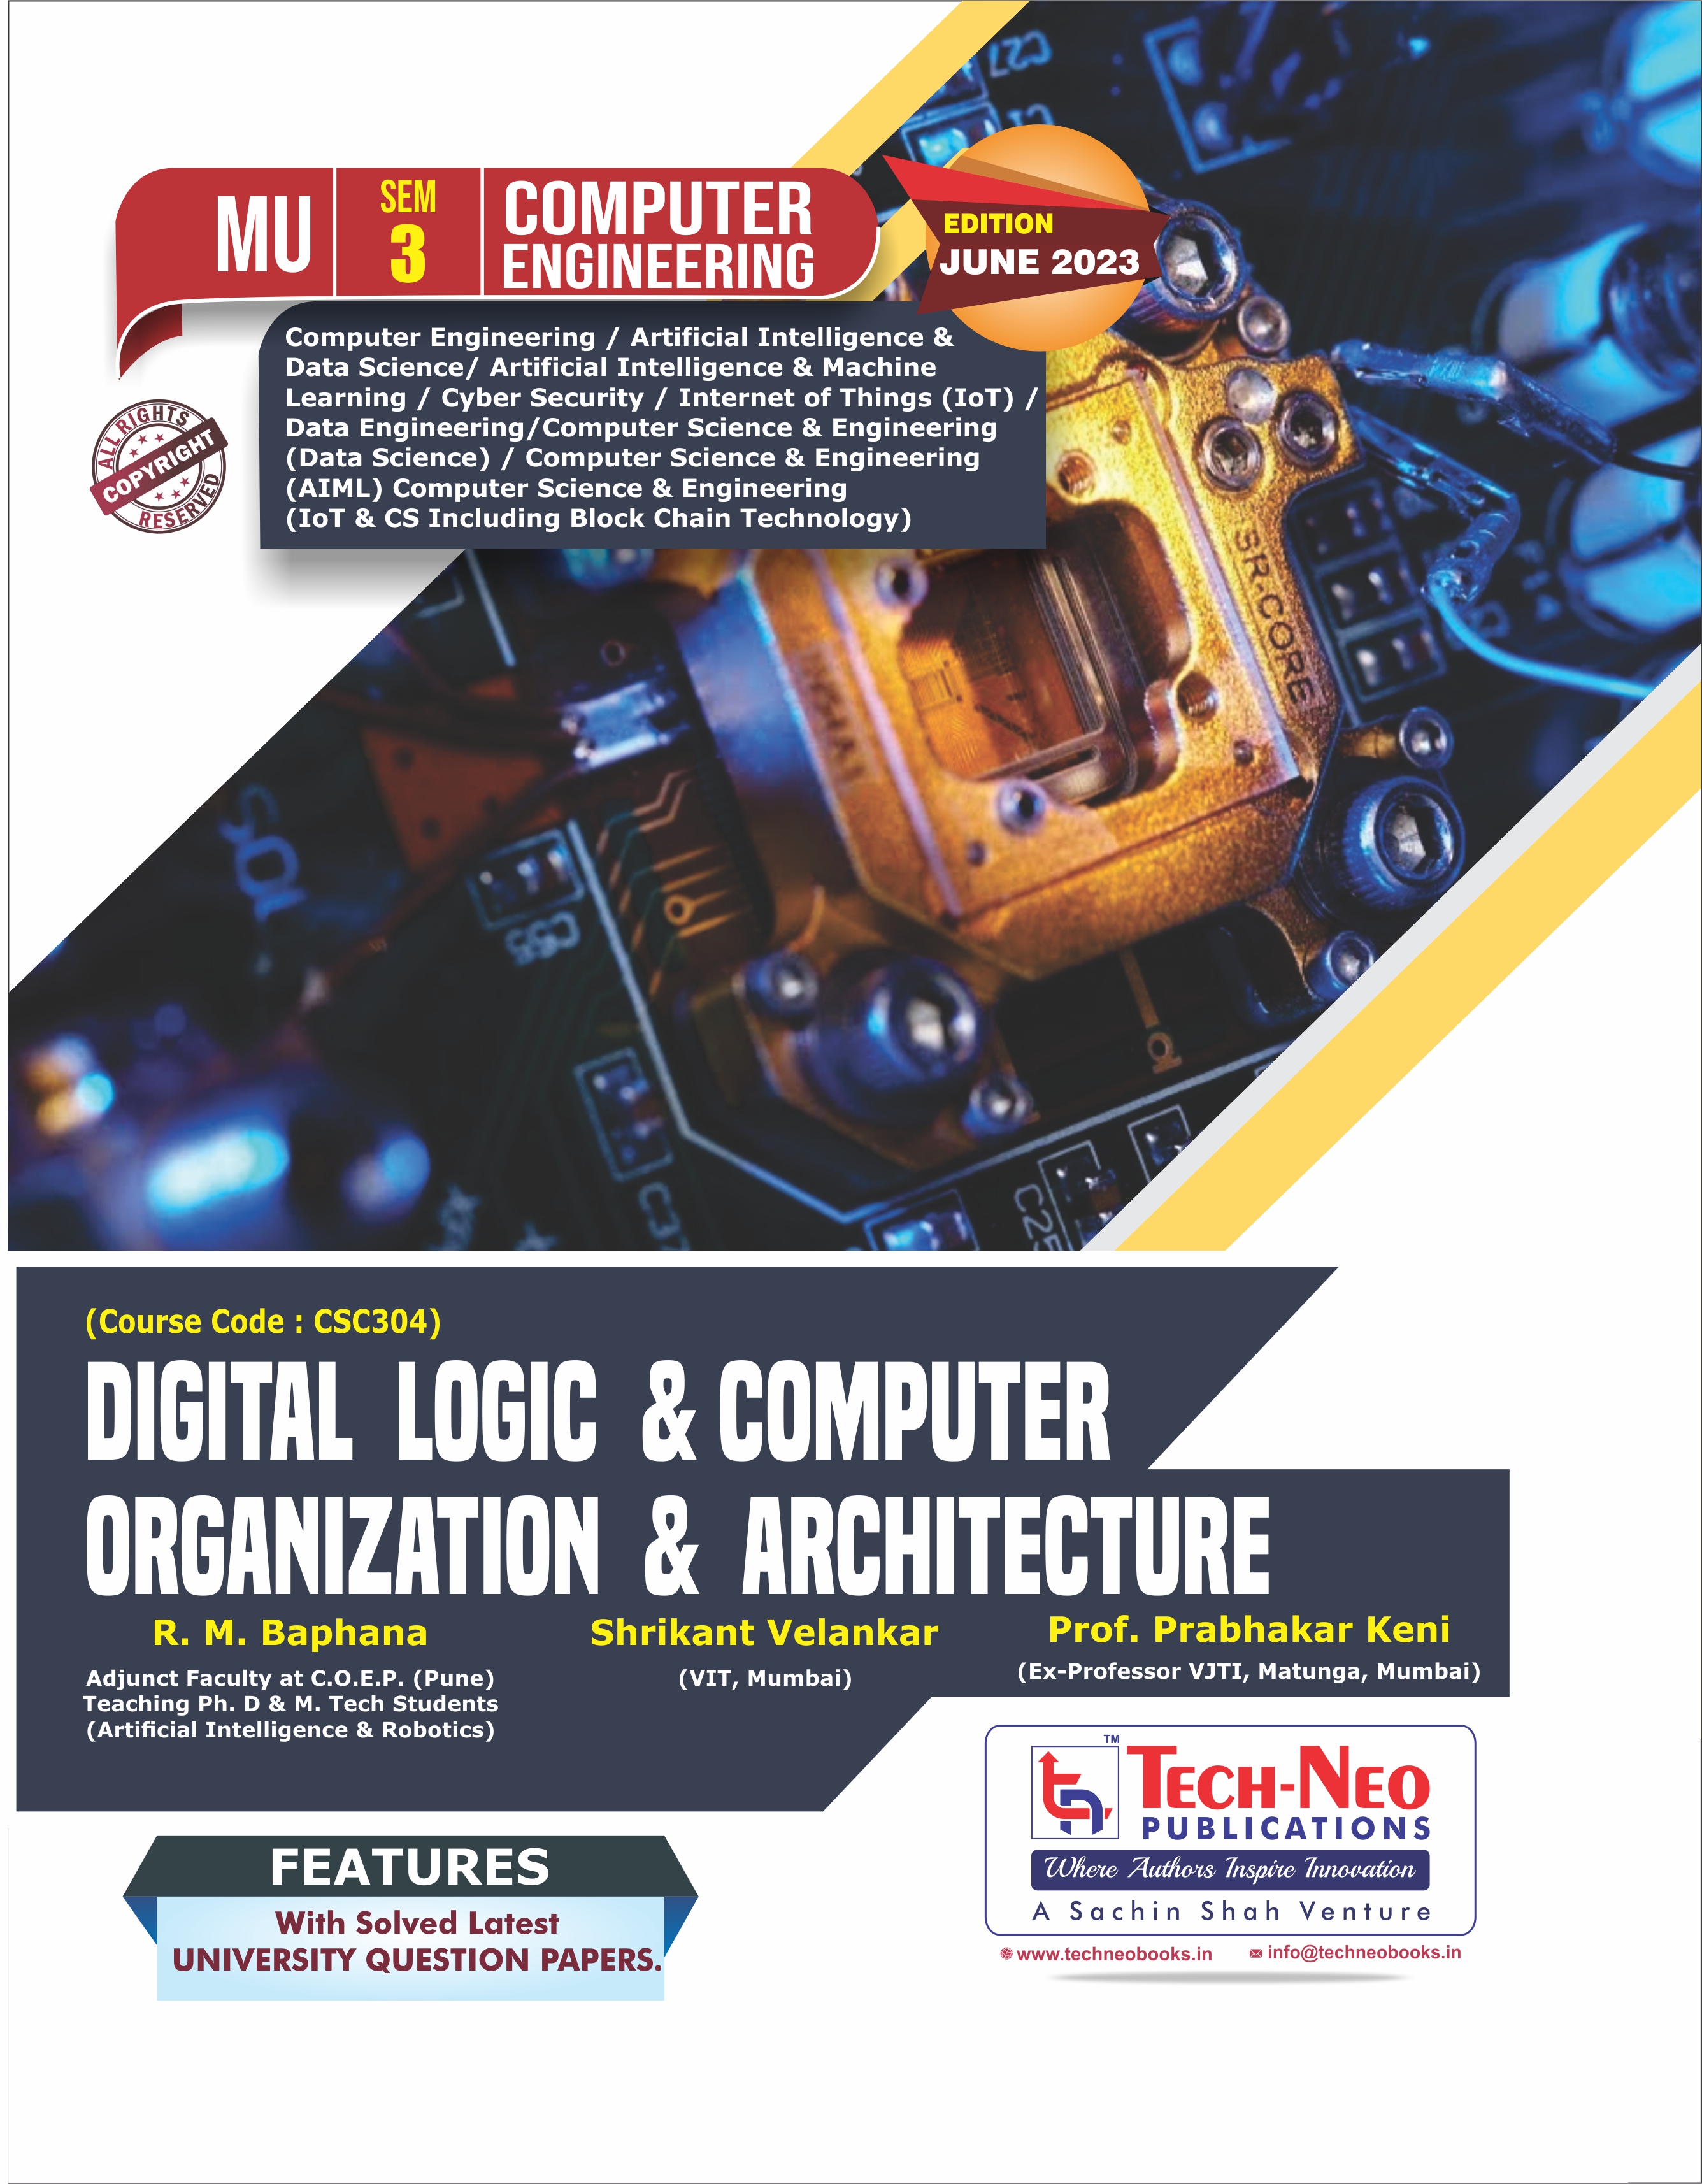 C27
MU
SEM
3
COMPUTER
ENGINEERING
EDITION
JUNE 2023
Computer Engineering / Artificial Intelligence &
Data Science/ Artificial Intelligence & Machine
Learning / Cyber Security / Internet of Things (IoT) /
Data Engineering/Computer Science & Engineering
(Data Science) / Computer Science & Engineering
(AIML) Computer Science & Engineering
(IoT & CS Including Block Chain Technology)
ALL RIGHTS
COPYRIGHT
RESERVED
SR-CORE
(Course Code : CSC304)
DIGITAL LOGIC & COMPUTER
ORGANIZATION & ARCHITECTURE
R. M. Baphana
Adjunct Faculty at C.O.E.P. (Pune)
Teaching Ph. D & M. Tech Students
(Artificial Intelligence & Robotics)
Shrikant Velankar
(VIT, Mumbai)
Prof. Prabhakar Keni
(Ex-Professor VJTI, Matunga, Mumbai)
TM
TECH-NEO
PUBLICATIONS
Where Authors Inspire Innovation
A Sachin Shah Venture
www.techneobooks.in info@techneobooks.in
FEATURES
With Solved Latest
UNIVERSITY QUESTION PAPERS.